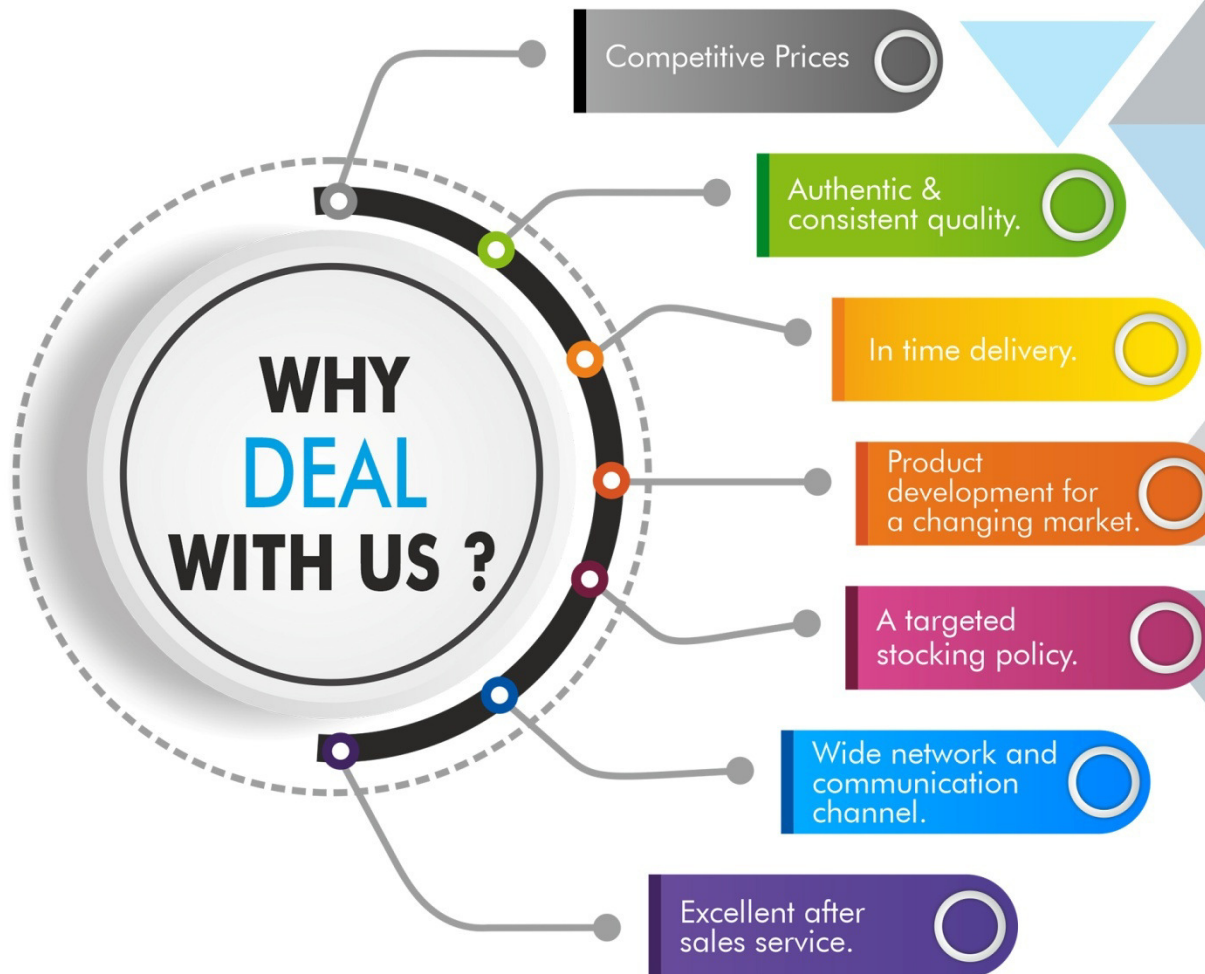 WHY
DEAL
WITH US ?
Competitive Prices
Authentic &
consistent quality.
In time delivery.
Product
development for
a changing market.
A targeted
stocking policy.
Wide network and
communication
channel.
Excellent after
sales service.